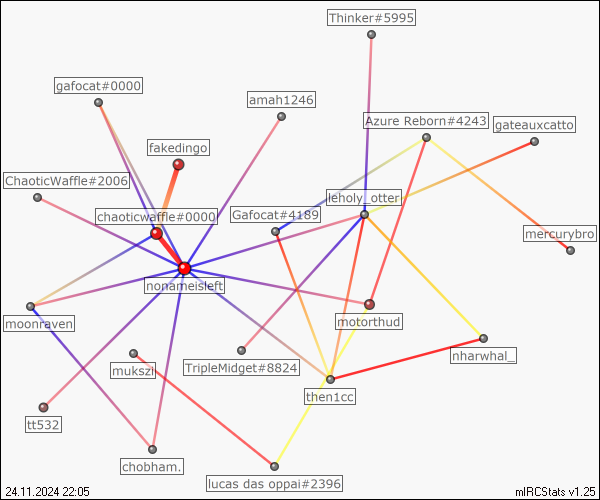 Thinker#5995
gafocat#0000
amah1246
Azure Reborn#4243
gateauxcatto
fakedingo
ChaoticWaffle#2006
ileholy_otter
chaoticwaffle#0000
Gafocat#4189
mercurybro
nonameisleft
moonraven
motorthud
nharwhal_
mukszi
TripleMidget#8824
then1cc
tt532
chobham.
lucas das oppai#2396
24.11.2024 22:05
mIRCStats v1.25